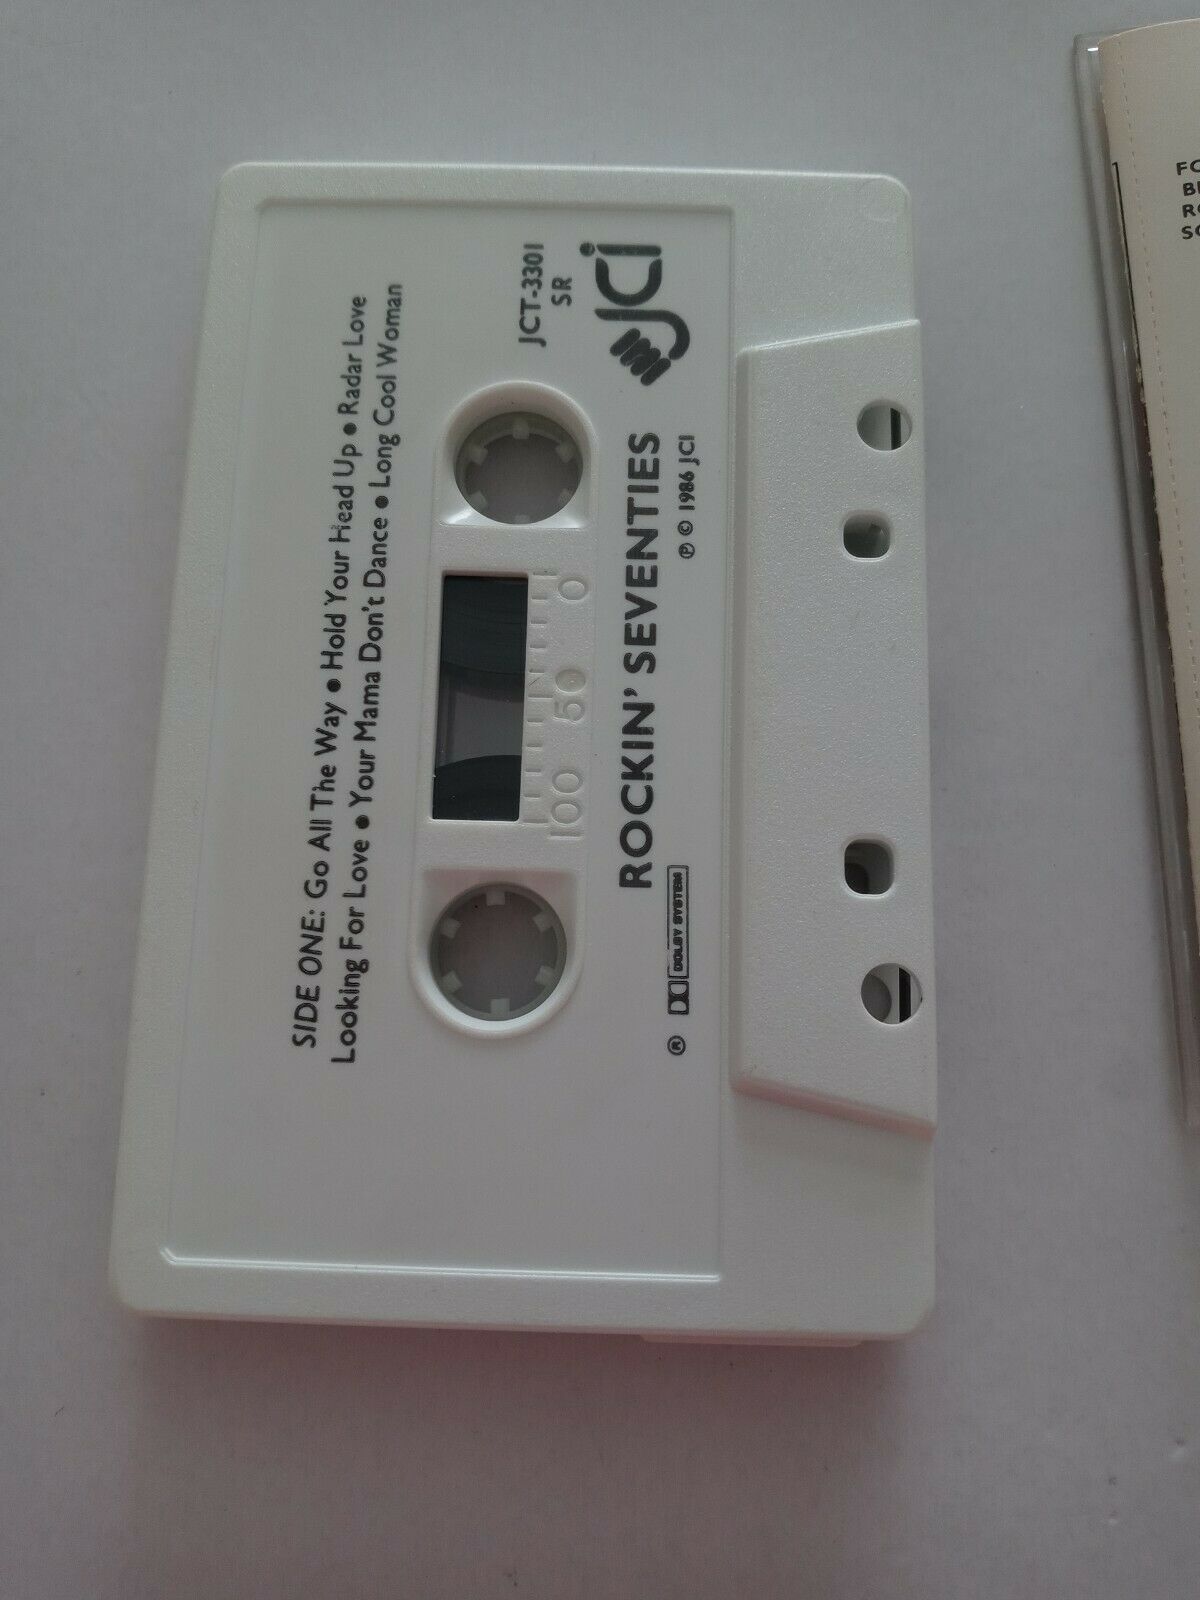 SIDE ONE: Go All The Way • Hold Your Head Up • Radar Love
Looking For Love • Your Mama Don't Dance • Long Cool Woman
JCT-3301
SR
100 50 0
ROCKIN' SEVENTIES
JCi
® DOLBY SYSTEM
℗ © 1986 JCI